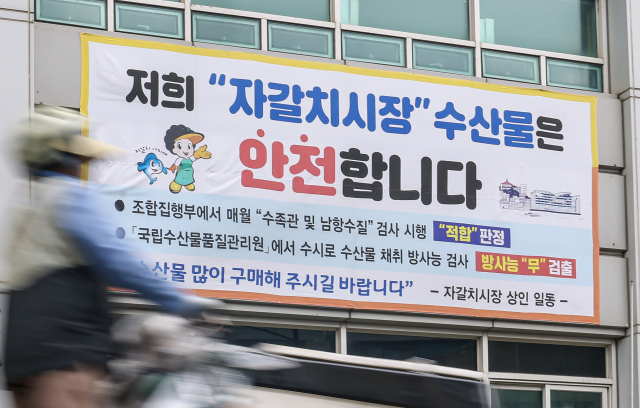 저희 “자갈치시장” 수산물은
안전합니다
● 조합집행부에서 매월 “수족관 및 남항수질” 검사 시행 “적합” 판정
● 「국립수산물품질관리원」에서 수시로 수산물 채취 방사능 검사 방사능 “무” 검출
수산물 많이 구매해 주시길 바랍니다”
- 자갈치시장 상인 일동 -